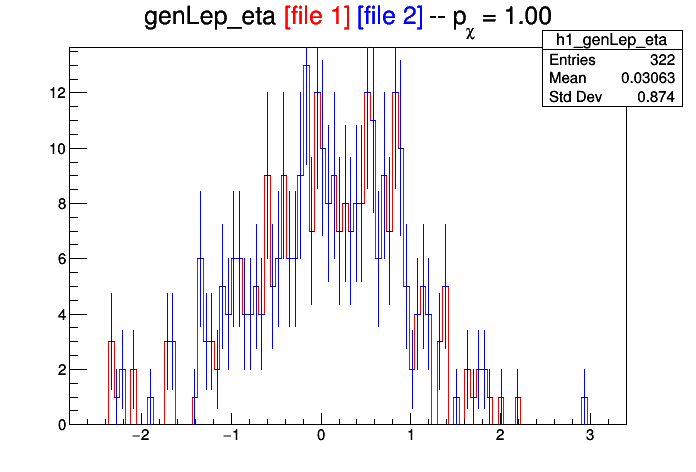 genLep_eta [file 1] [file 2] -- pχ = 1.00
h1_genLep_eta
Entries 322
Mean 0.03063
Std Dev 0.874
12
10
8
6
4
2
0
−2 −1 0 1 2 3